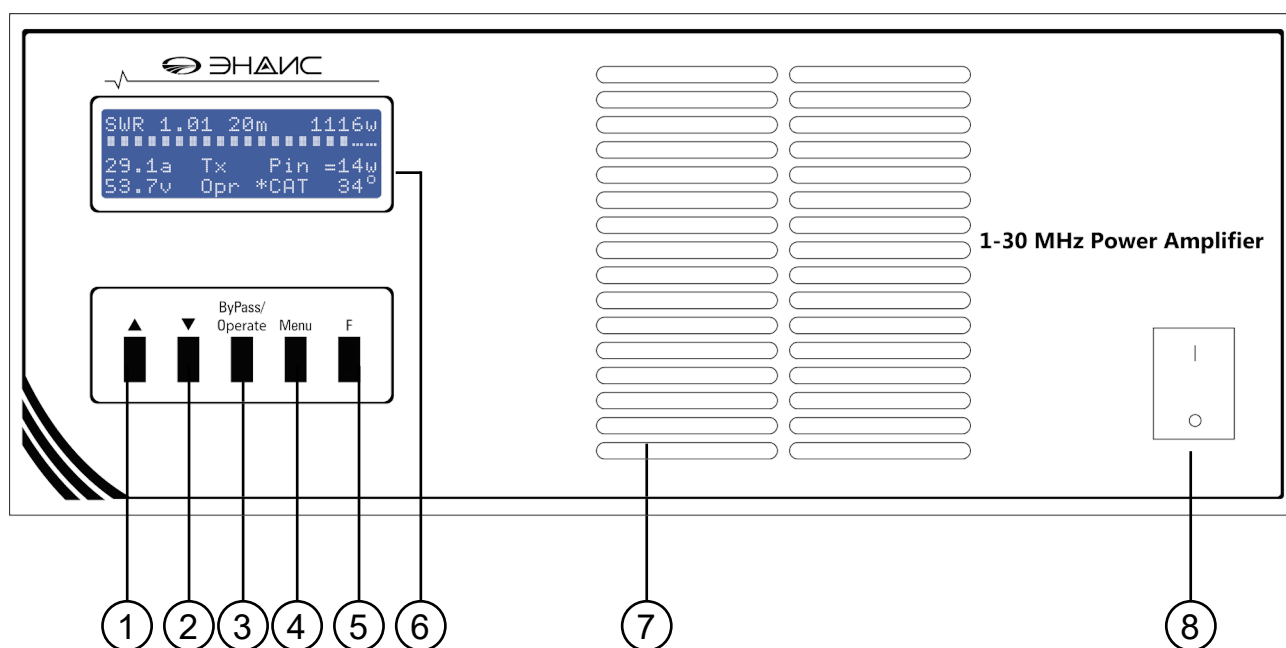 ЭНДИС
SWR 1.01 20m 1116w
29.1a Tx Pin =14w
53.7v Opr *CAT 34°
1-30 MHz Power Amplifier
▲ ▼ ByPass/
Operate Menu F
1 2 3 4 5 6 7 8